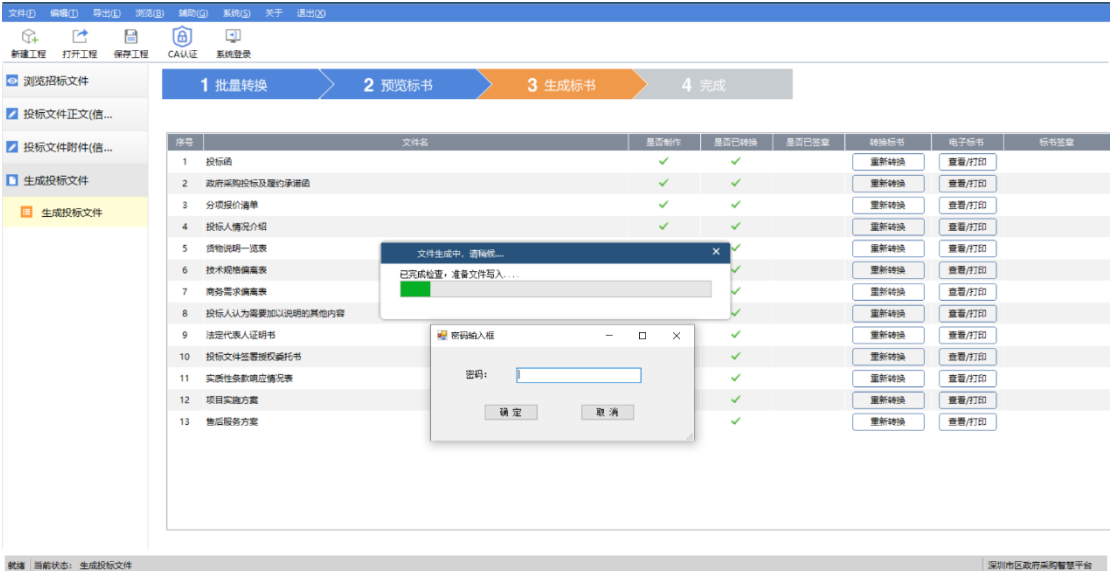 文件(F) 编辑(T) 导出(E) 浏览(B) 辅助(G) 系统(S) 关于 退出(X)
新建工程 打开工程 保存工程 CA认证 系统登录
浏览招标文件
投标文件正文(信...
投标文件附件(信...
生成投标文件
生成投标文件
1 批量转换 2 预览标书 3 生成标书 4 完成
序号 文件名 是否制作 是否已转换 是否已签章 转换标书 电子标书 标书签章
1 投标函 重新转换 查看/打印
2 政府采购投标及履约承诺函 重新转换 查看/打印
3 分项报价清单 重新转换 查看/打印
4 投标人情况介绍 重新转换 查看/打印
5 货物说明一览表 重新转换 查看/打印
6 技术规格偏离表 重新转换 查看/打印
7 商务需求偏离表 重新转换 查看/打印
8 投标人认为需要加以说明的其他内容 重新转换 查看/打印
9 法定代表人证明书 重新转换 查看/打印
10 投标文件签署授权委托书 重新转换 查看/打印
11 实质性条款响应情况表 重新转换 查看/打印
12 项目实施方案 重新转换 查看/打印
13 售后服务方案 重新转换 查看/打印
文件生成中，请稍候....
已完成检查，准备文件写入....
密码输入框
密码:
确定 取消
就绪 当前状态: 生成投标文件 深圳市区政府采购智慧平台